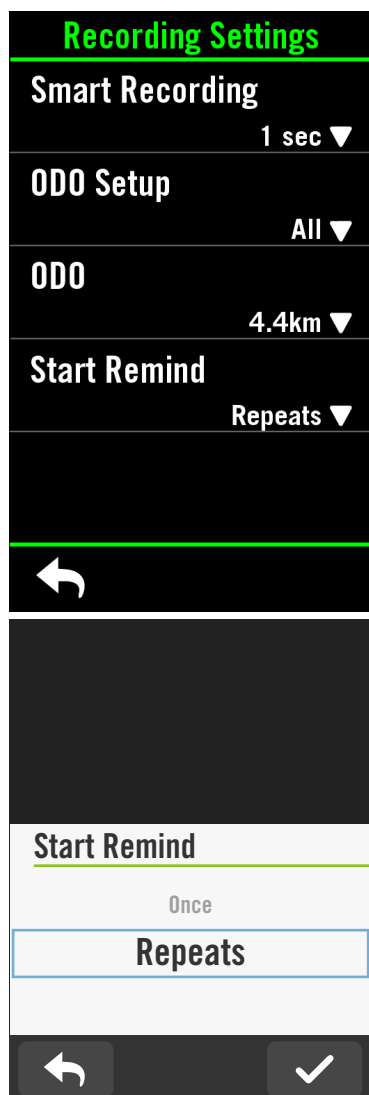 Recording Settings
Smart Recording
1 sec
ODO Setup
All
ODO
4.4km
Start Remind
Repeats
Start Remind
Once
Repeats